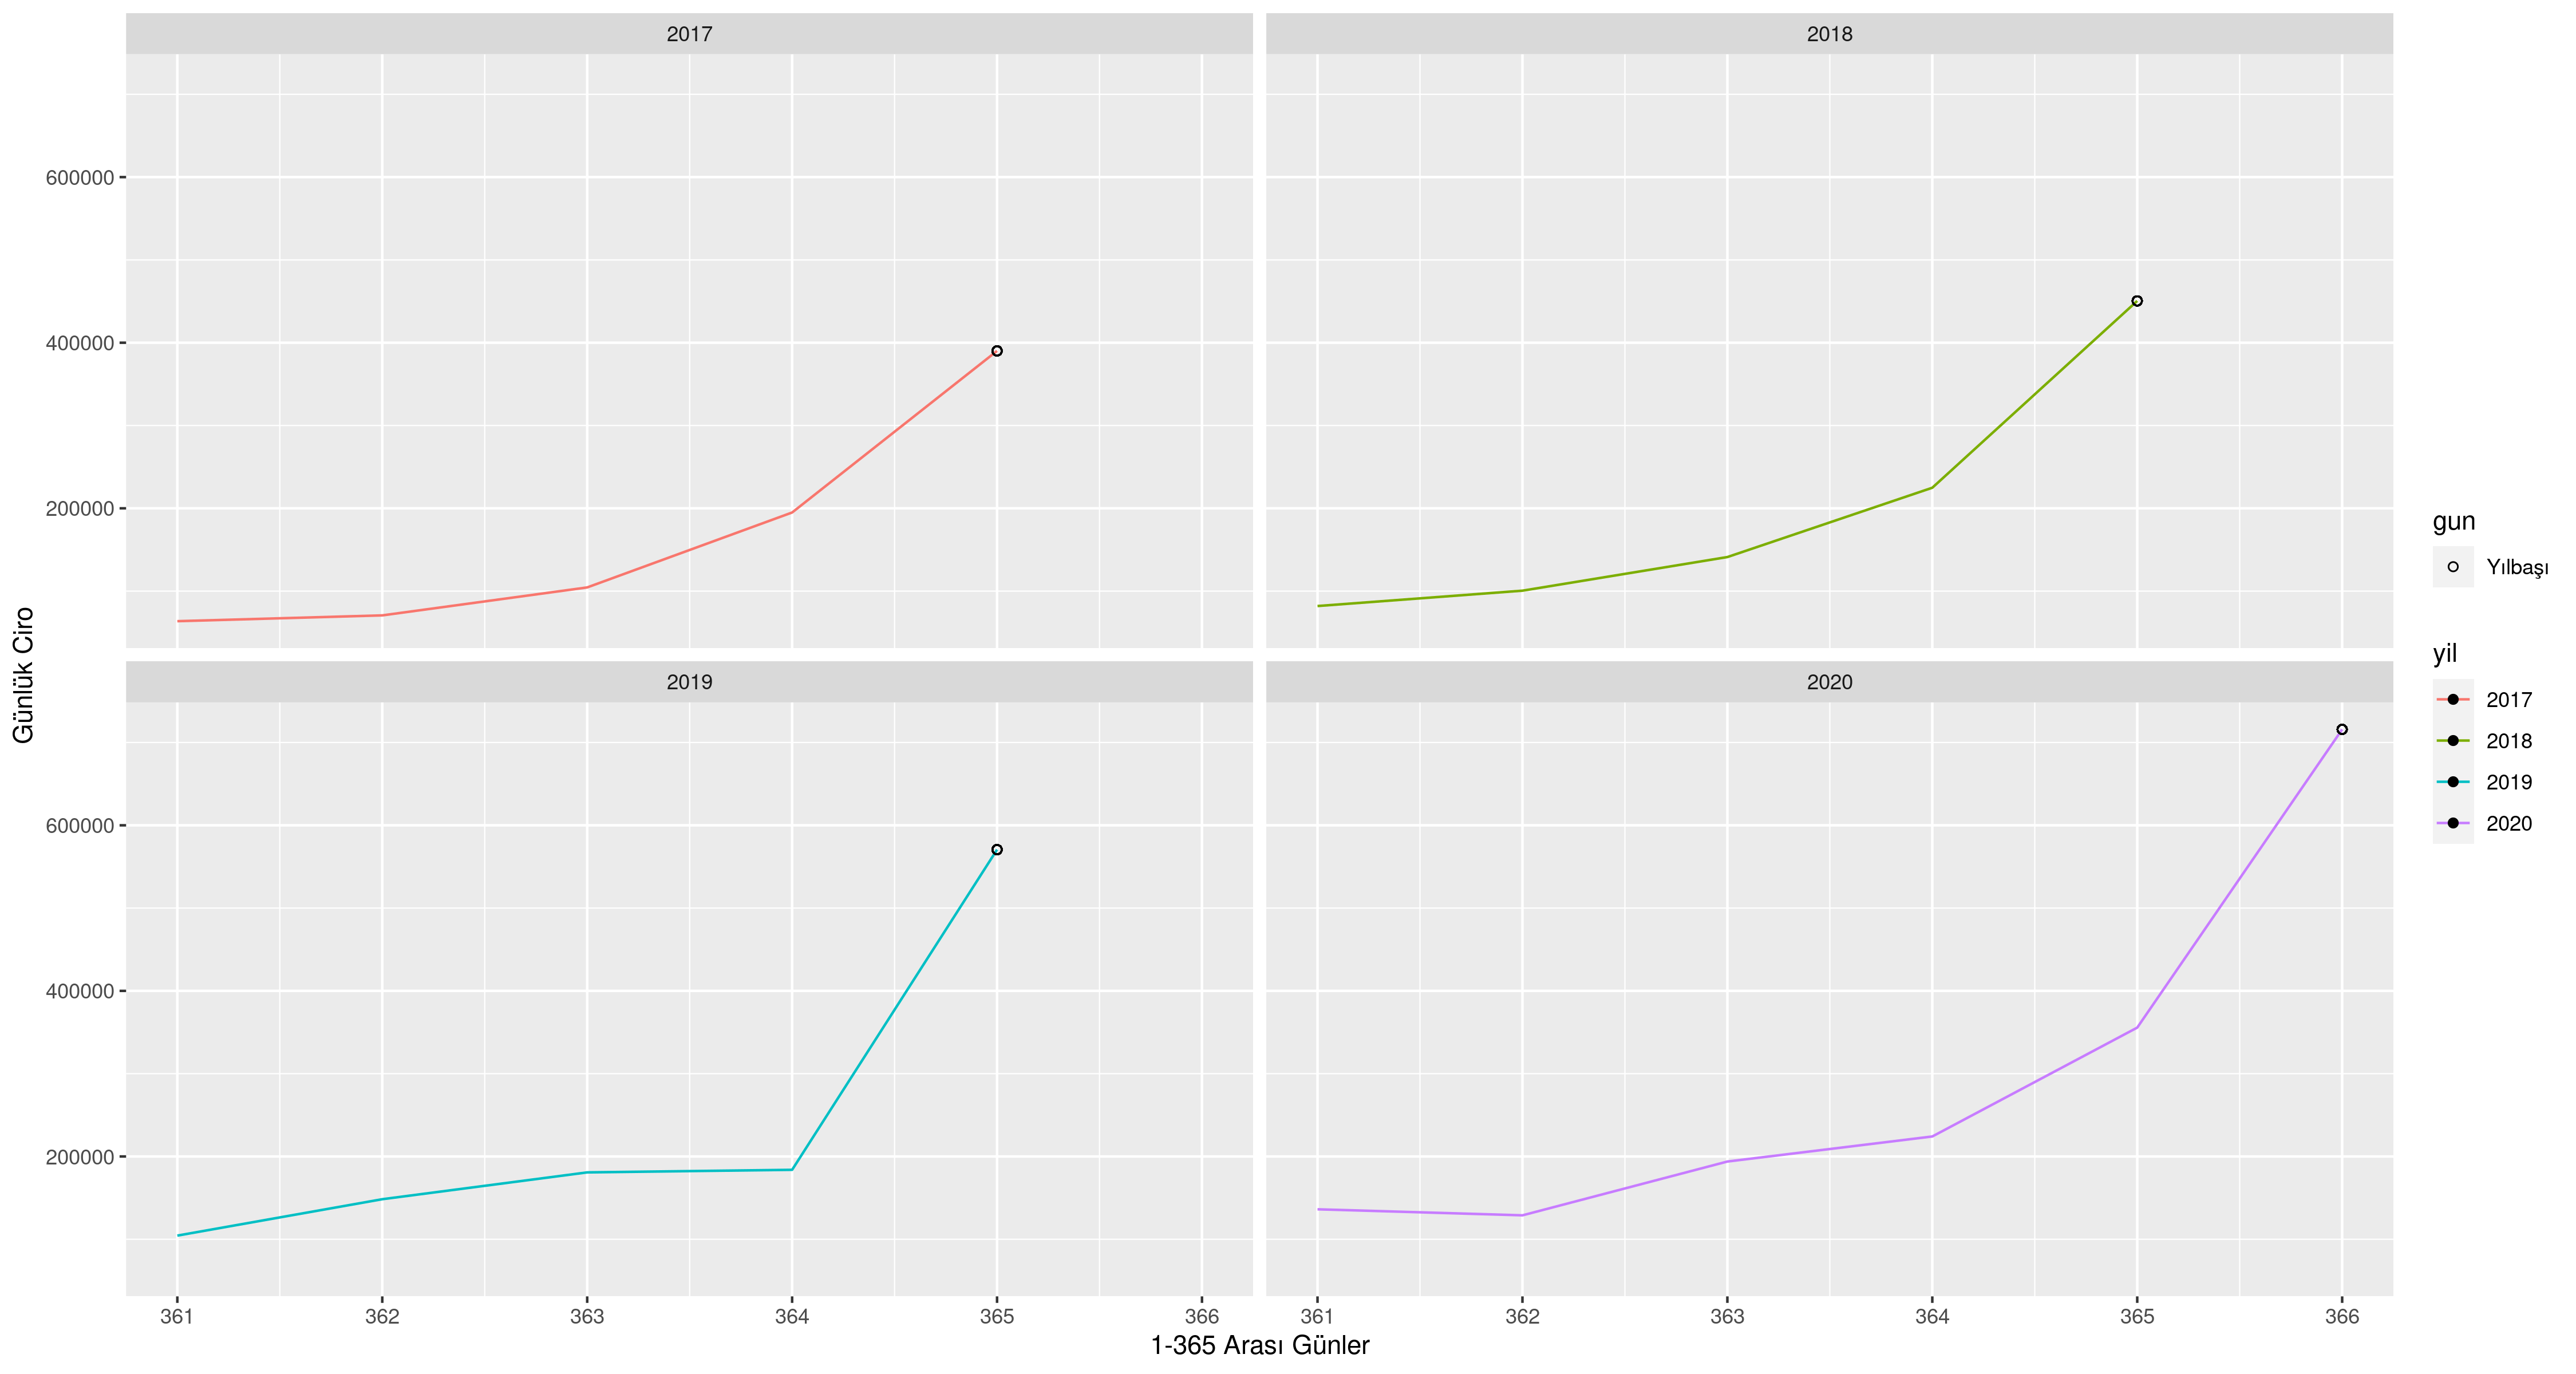 2017
2018
600000
400000
200000
2019
2020
600000
400000
200000
361 362 363 364 365 366
361 362 363 364 365 366
1-365 Arası Günler
Günlük Ciro
gun
Yılbaşı
yil
2017
2018
2019
2020